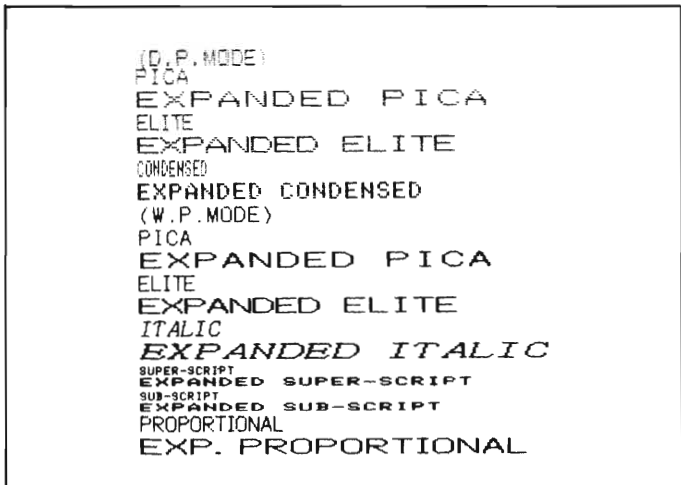 (D.P.MODE)
PICA
EXPANDED PICA
ELITE
EXPANDED ELITE
CONDENSED
EXPANDED CONDENSED
(W.P.MODE)
PICA
EXPANDED PICA
ELITE
EXPANDED ELITE
ITALIC
EXPANDED ITALIC
SUPER-SCRIPT
EXPANDED SUPER-SCRIPT
SUB-SCRIPT
EXPANDED SUB-SCRIPT
PROPORTIONAL
EXP. PROPORTIONAL